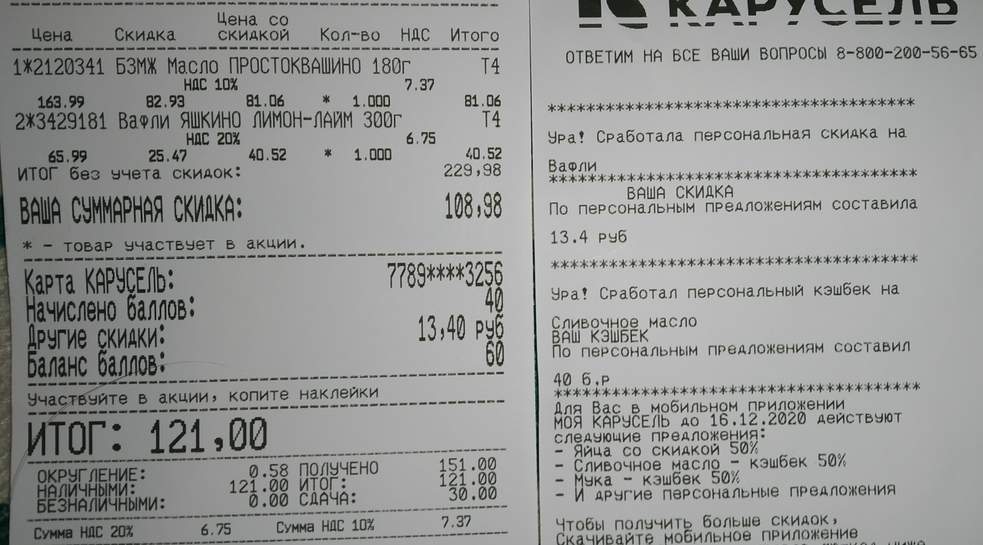 Цена Скидка Цена со скидкой Кол-во НДС Итого
1*2120341 БЗМЖ Масло ПРОСТОКВАШИНО 180г Т4
НДС 10% 7.37
163.99 82.93 81.06 * 1.000 81.06
2*3429181 Вафли ЯШКИНО ЛИМОН-ЛАЙМ 300г Т4
НДС 20% 6.75
65.99 25.47 40.52 * 1.000 40.52
ИТОГ без учета скидок: 229,98
ВАША СУММАРНАЯ СКИДКА: 108,98
* - товар участвует в акции.
Карта КАРУСЕЛЬ: 7789****3256
Начислено баллов: 40
Другие скидки: 13,40 руб
Баланс баллов: 60
Участвуйте в акции, копите наклейки
ИТОГ: 121,00
ОКРУГЛЕНИЕ: 0.58 ПОЛУЧЕНО 151.00
НАЛИЧНЫМИ: 121.00 ИТОГ: 121.00
БЕЗНАЛИЧНЫМИ: 0.00 СДАЧА: 30.00
Сумма НДС 20% 6.75 Сумма НДС 10% 7.37
КАРУСЕЛЬ
ОТВЕТИМ НА ВСЕ ВАШИ ВОПРОСЫ 8-800-200-56-65
****************************************
Ура! Сработала персональная скидка на
Вафли
****************************************
ВАША СКИДКА
По персональным предложениям составила
13.4 руб
****************************************
Ура! Сработал персональный кэшбек на
Сливочное масло
ВАШ КЭШБЕК
По персональным предложениям составил
40 б.р
****************************************
Для Вас в мобильном приложении
МОЯ КАРУСЕЛЬ до 16.12.2020 действуют
следующие предложения:
- Яйца со скидкой 50%
- Сливочное масло - кэшбек 50%
- Мука - кэшбек 50%
- И другие персональные предложения
Чтобы получить больше скидок,
Скачивайте мобильное приложение